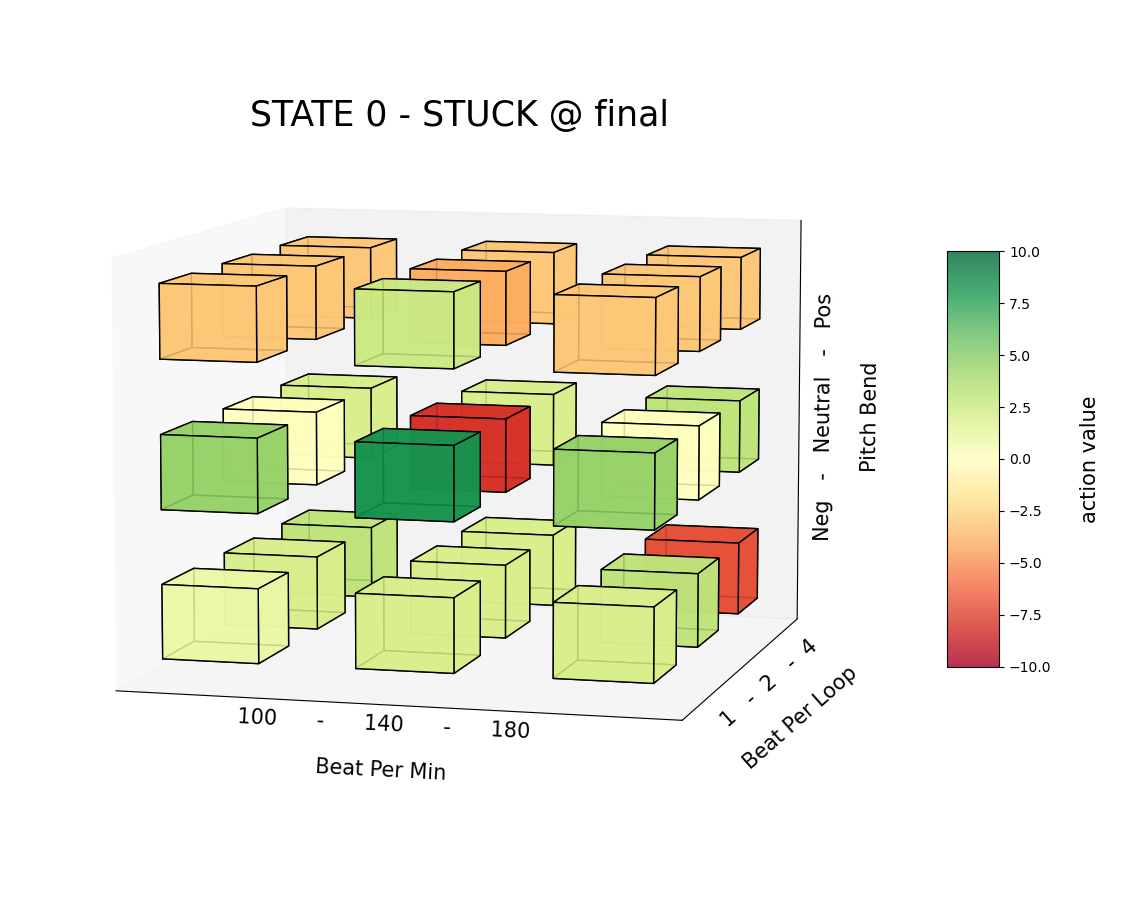 STATE 0 - STUCK @ final
Neg - Neutral - Pos
Pitch Bend
1 - 2 - 4
Beat Per Loop
100 - 140 - 180
Beat Per Min
10.0
7.5
5.0
2.5
0.0
−2.5
−5.0
−7.5
−10.0
action value